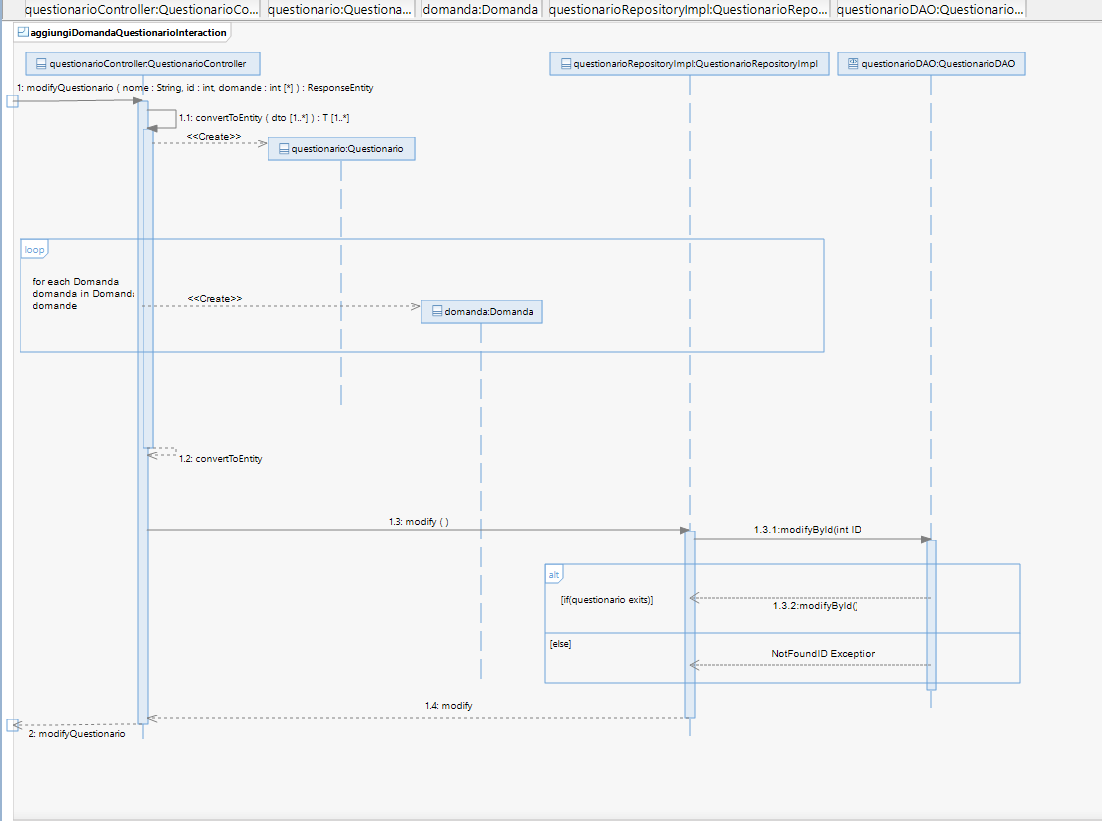 questionarioController:QuestionarioCo...
questionario:Questiona...
domanda:Domanda
questionarioRepositoryImpl:QuestionarioRepo...
questionarioDAO:Questionario...
aggiungiDomandaQuestionarioInteraction
questionarioController:QuestionarioController
questionarioRepositoryImpl:QuestionarioRepositoryImpl
questionarioDAO:QuestionarioDAO
1: modifyQuestionario ( nome : String, id : int, domande : int [*] ) : ResponseEntity
1.1: convertToEntity ( dto [1..*] ) : T [1..*]
<<Create>>
questionario:Questionario
loop
for each Domanda
domanda in Domand
domande
<<Create>>
domanda:Domanda
1.2: convertToEntity
1.3: modify ( )
1.3.1:modifyById(int ID
alt
[if(questionario exits)]
1.3.2:modifyById(
[else]
NotFoundID Exception
1.4: modify
2: modifyQuestionario